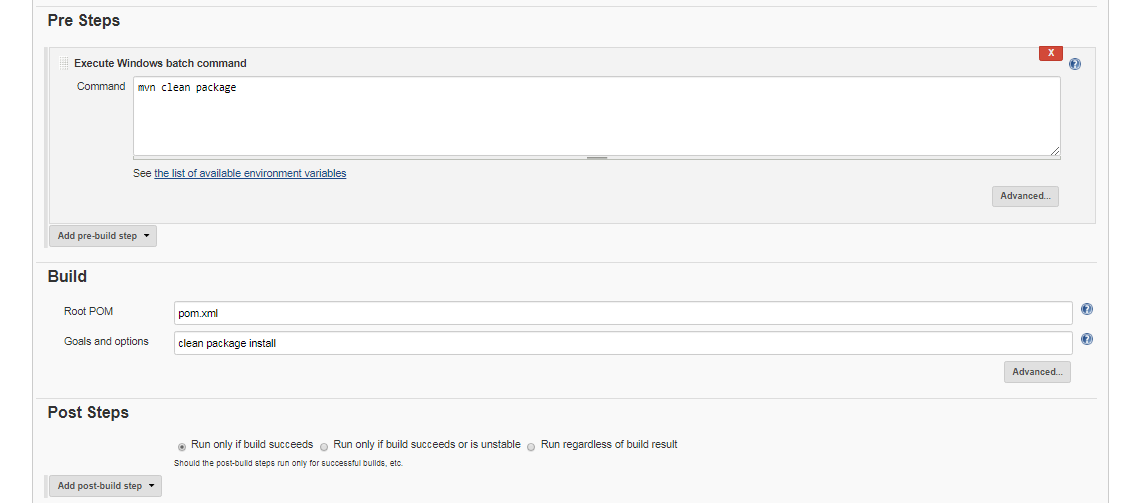 Pre Steps
X
Execute Windows batch command
Command
mvn clean package
See the list of available environment variables
Advanced...
Add pre-build step
Build
Root POM
pom.xml
Goals and options
clean package install
Advanced...
Post Steps
Run only if build succeeds Run only if build succeeds or is unstable Run regardless of build result
Should the post-build steps run only for successful builds, etc.
Add post-build step